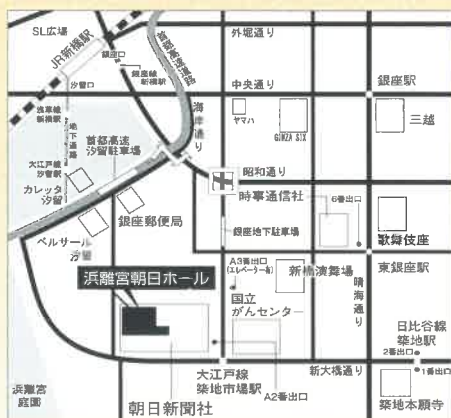 SL広場
JR新橋駅
銀座口
銀座線
新橋駅
汐留口
浅草線
新橋駅
地下通路
大江戸線
汐留駅
カレッタ
汐留
首都高速
汐留駐車場
首都高速道路
海岸通り
外堀通り
中央通り
銀座駅
ヤマハ
GINZA SIX
三越
昭和通り
時事通信社
6番出口
歌舞伎座
銀座郵便局
ベルサール
汐留
銀座地下駐車場
東銀座駅
浜離宮朝日ホール
A3番出口
(エレベーター有)
新橋演舞場
晴海通り
国立
がんセンター
日比谷線
築地駅
2番出口
1番出口
大江戸線
築地市場駅
新大橋通り
浜離宮
庭園
朝日新聞社
A2番出口
築地本願寺